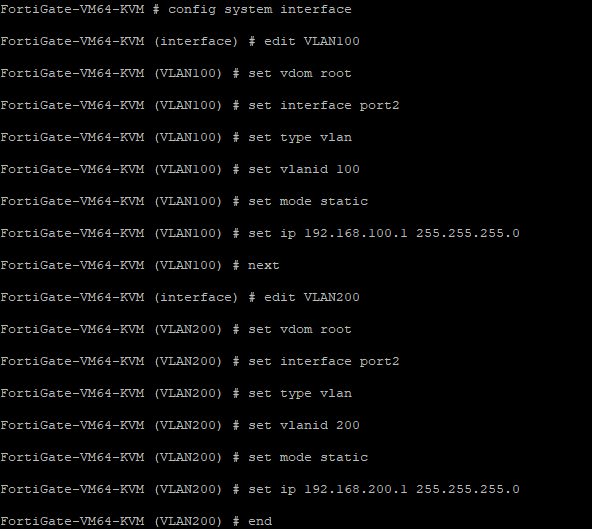 FortiGate-VM64-KVM # config system interface
FortiGate-VM64-KVM (interface) # edit VLAN100
FortiGate-VM64-KVM (VLAN100) # set vdom root
FortiGate-VM64-KVM (VLAN100) # set interface port2
FortiGate-VM64-KVM (VLAN100) # set type vlan
FortiGate-VM64-KVM (VLAN100) # set vlanid 100
FortiGate-VM64-KVM (VLAN100) # set mode static
FortiGate-VM64-KVM (VLAN100) # set ip 192.168.100.1 255.255.255.0
FortiGate-VM64-KVM (VLAN100) # next
FortiGate-VM64-KVM (interface) # edit VLAN200
FortiGate-VM64-KVM (VLAN200) # set vdom root
FortiGate-VM64-KVM (VLAN200) # set interface port2
FortiGate-VM64-KVM (VLAN200) # set type vlan
FortiGate-VM64-KVM (VLAN200) # set vlanid 200
FortiGate-VM64-KVM (VLAN200) # set mode static
FortiGate-VM64-KVM (VLAN200) # set ip 192.168.200.1 255.255.255.0
FortiGate-VM64-KVM (VLAN200) # end